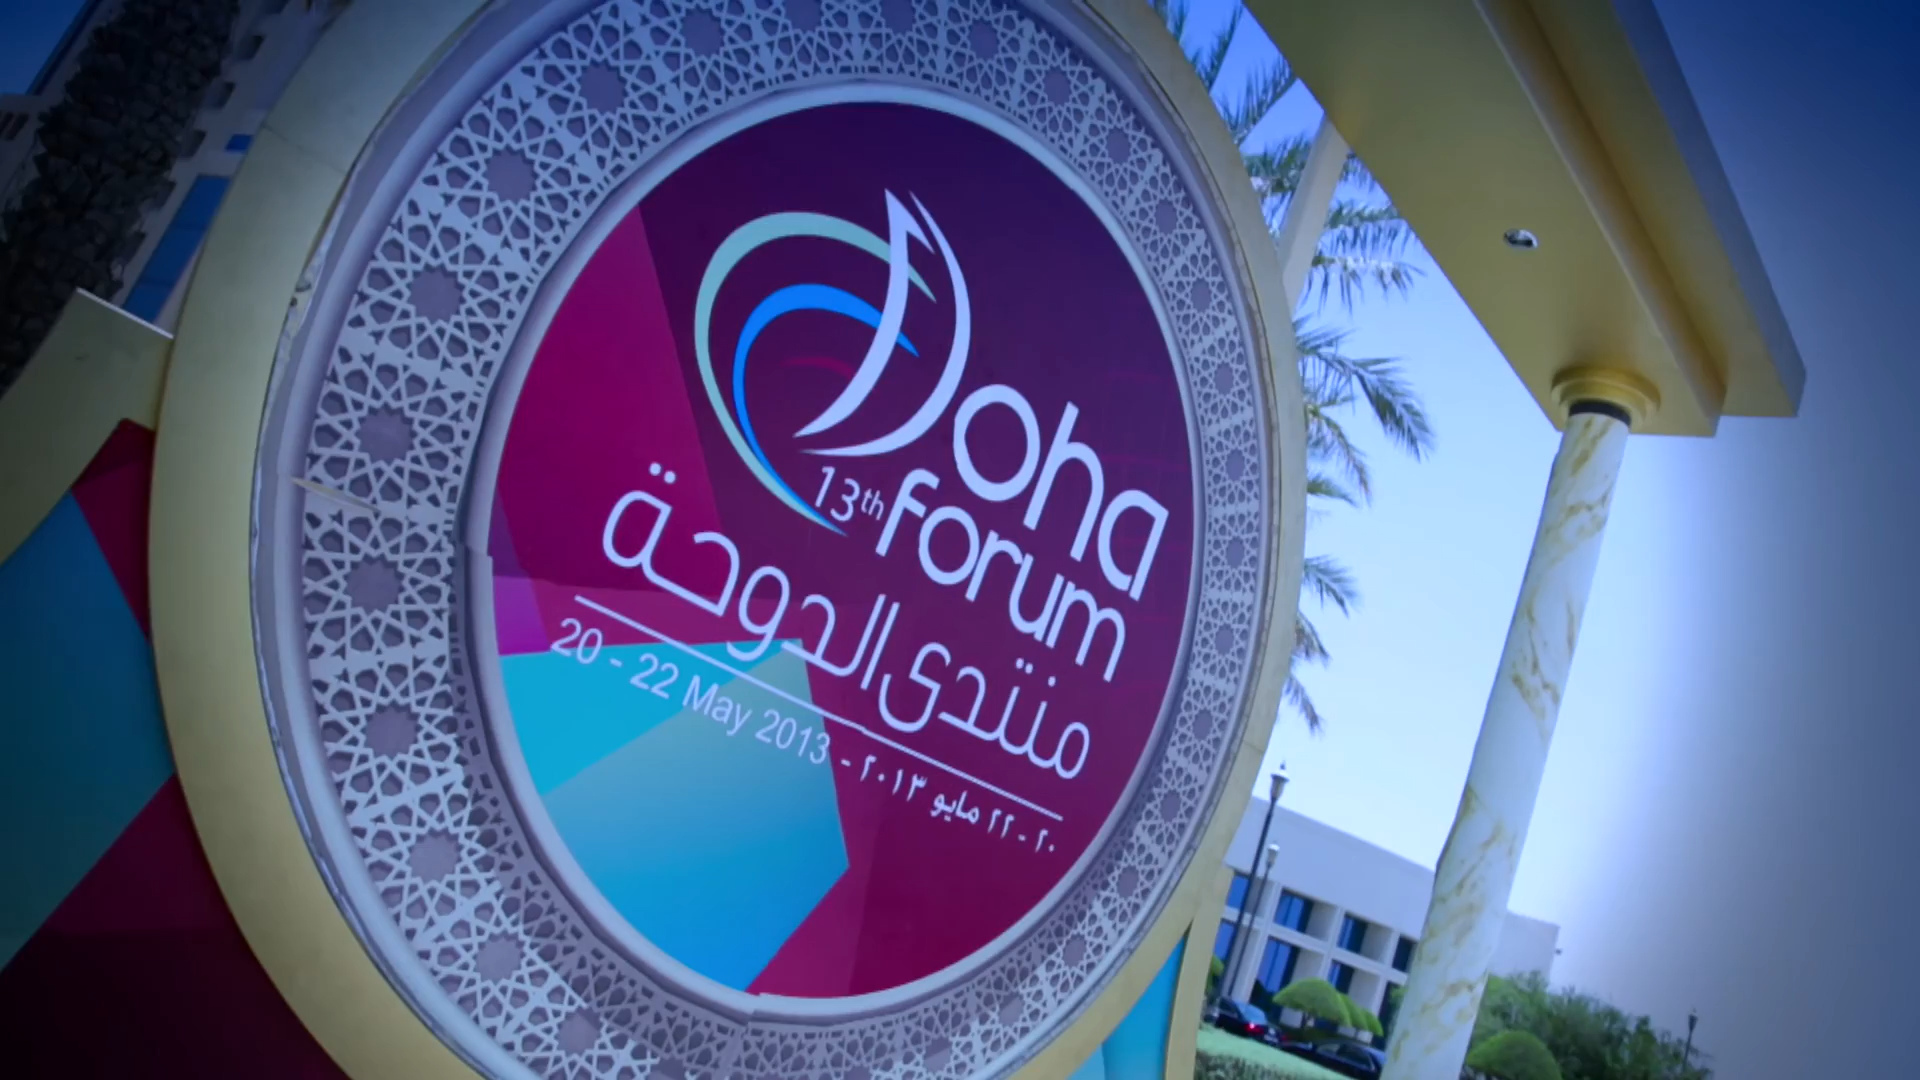 Doha
13th forum
منتدى الدوحة
20 - 22 May 2013 - ٢٠ - ٢٢ مايو ٢٠١٣